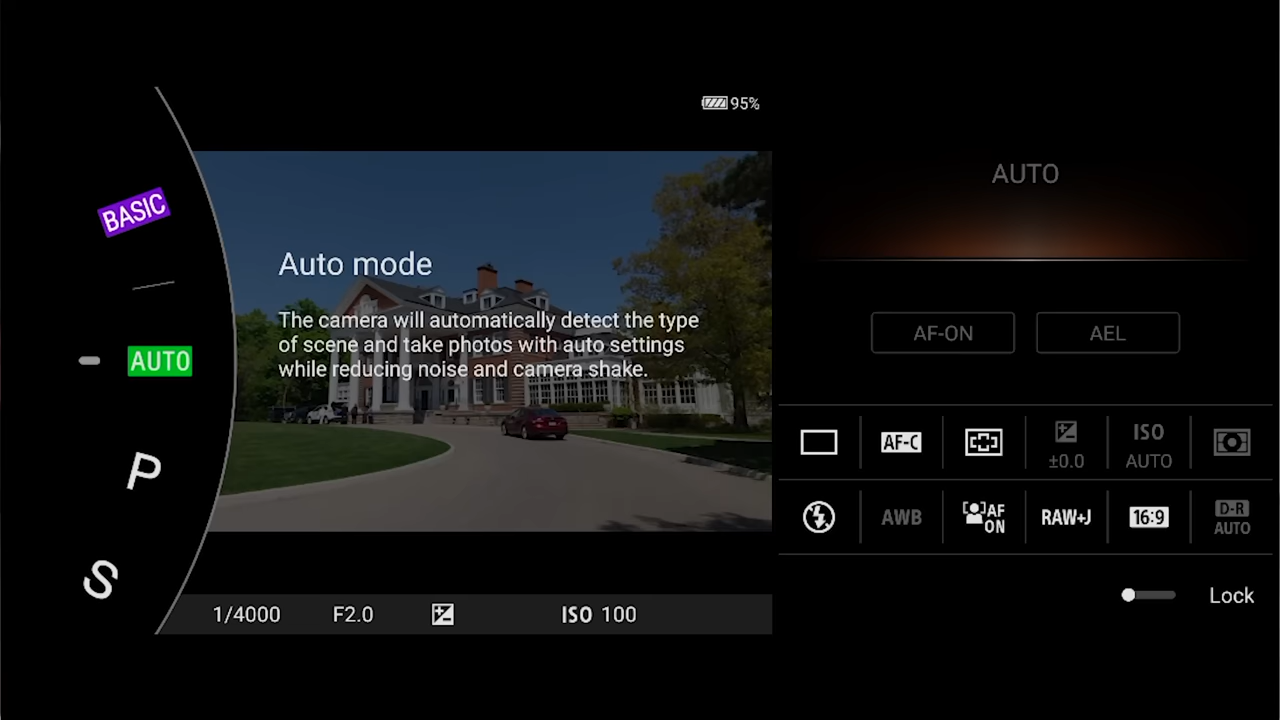 95%
BASIC
AUTO
P
S
Auto mode
The camera will automatically detect the type
of scene and take photos with auto settings
while reducing noise and camera shake.
1/4000 F2.0 ISO 100
AUTO
AF-ON AEL
AF-C ±0.0 ISO AUTO
AWB AF ON RAW+J 16:9 D-R AUTO
Lock